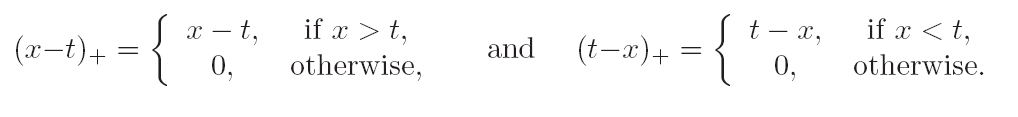 (x−t)₊ = { x − t, if x > t, and (t−x)₊ = { t − x, if x < t,
0, otherwise, 0, otherwise.